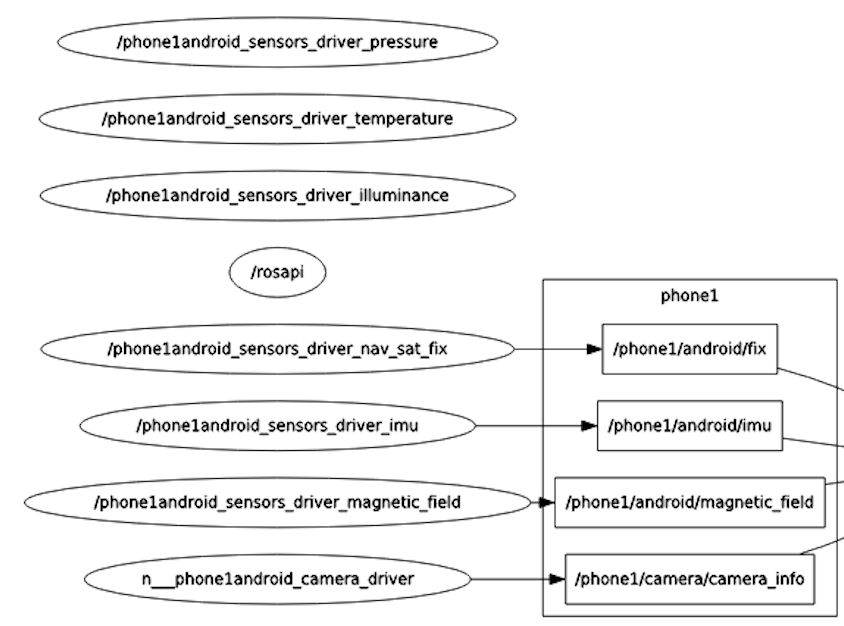 /phone1android_sensors_driver_pressure
/phone1android_sensors_driver_temperature
/phone1android_sensors_driver_illuminance
/rosapi
phone1
/phone1android_sensors_driver_nav_sat_fix
/phone1/android/fix
/phone1android_sensors_driver_imu
/phone1/android/imu
/phone1android_sensors_driver_magnetic_field
/phone1/android/magnetic_field
n___phone1android_camera_driver
/phone1/camera/camera_info